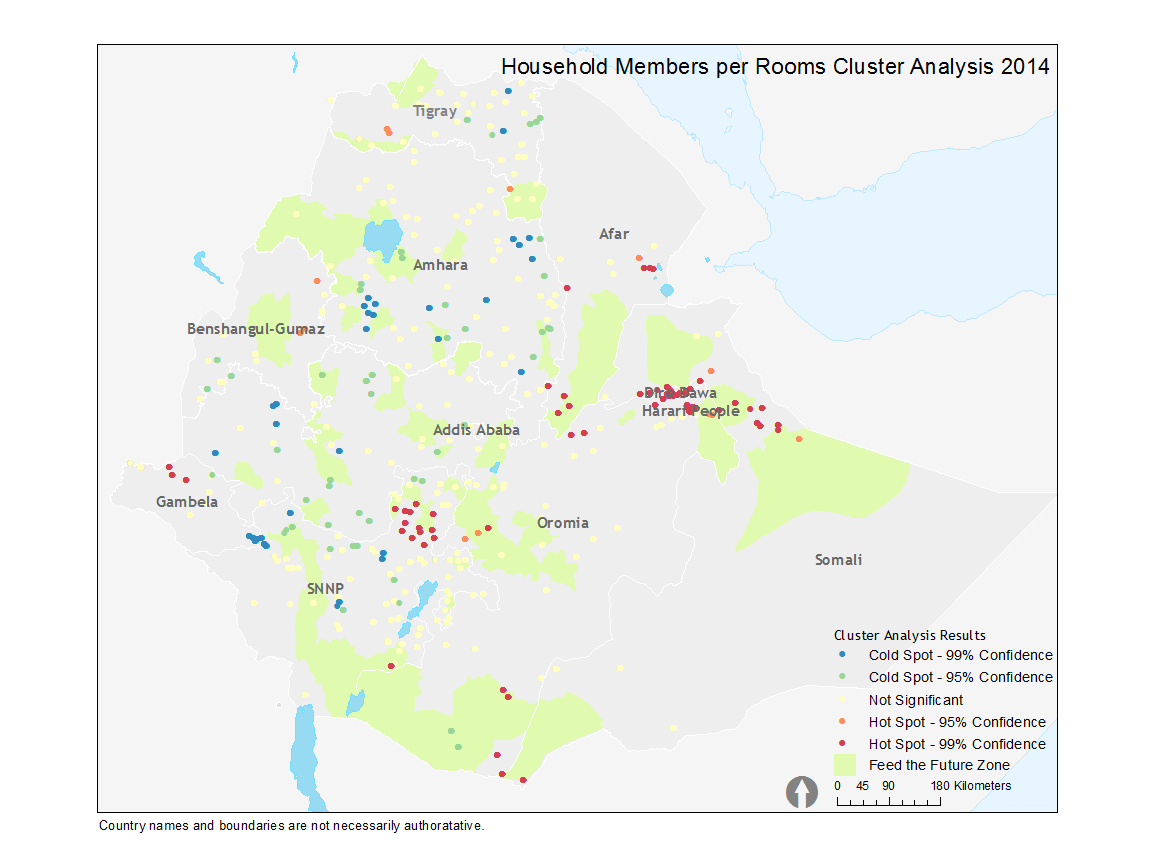 Household Members per Rooms Cluster Analysis 2014
Tigray
Afar
Amhara
Benshangul-Gumaz
Dire Dawa
Harari People
Addis Ababa
Gambela
Oromia
Somali
SNNP
Cluster Analysis Results
Cold Spot - 99% Confidence
Cold Spot - 95% Confidence
Not Significant
Hot Spot - 95% Confidence
Hot Spot - 99% Confidence
Feed the Future Zone
0 45 90 180 Kilometers
Country names and boundaries are not necessarily authoratative.